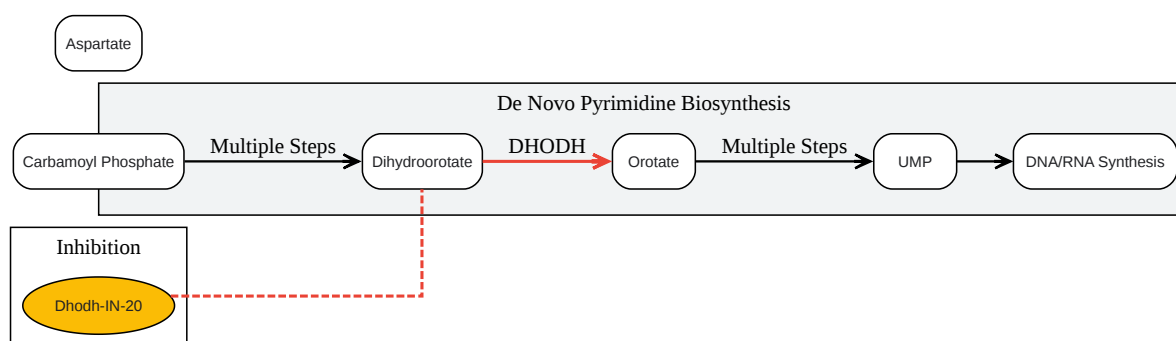 Aspartate
De Novo Pyrimidine Biosynthesis
Carbamoyl Phosphate
Multiple Steps
Dihydroorotate
DHODH
Orotate
Multiple Steps
UMP
DNA/RNA Synthesis
Inhibition
Dhodh-IN-20